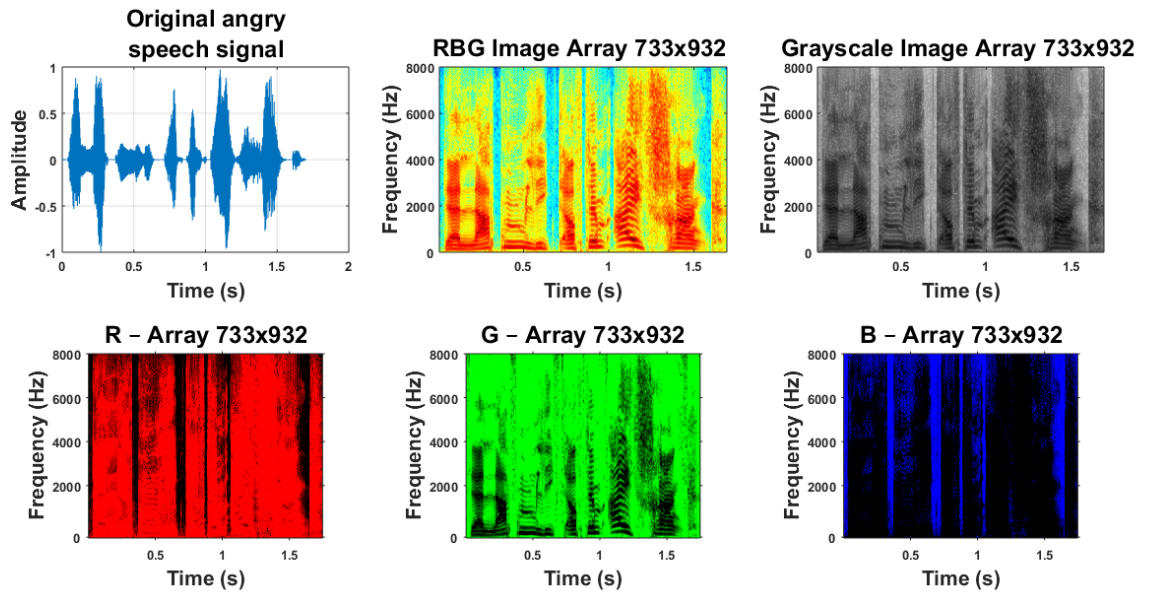 Original angry
speech signal
RBG Image Array 733x932
Grayscale Image Array 733x932
1
0.5
0
-0.5
-1
Amplitude
0
0.5
1
1.5
2
Time (s)
8000
6000
4000
2000
0
Frequency (Hz)
0.5
1
1.5
Time (s)
8000
6000
4000
2000
0
Frequency (Hz)
0.5
1
1.5
Time (s)
R – Array 733x932
G – Array 733x932
B – Array 733x932
8000
6000
4000
2000
0
Frequency (Hz)
0.5
1
1.5
Time (s)
8000
6000
4000
2000
0
Frequency (Hz)
0.5
1
1.5
Time (s)
8000
6000
4000
2000
0
Frequency (Hz)
0.5
1
1.5
Time (s)